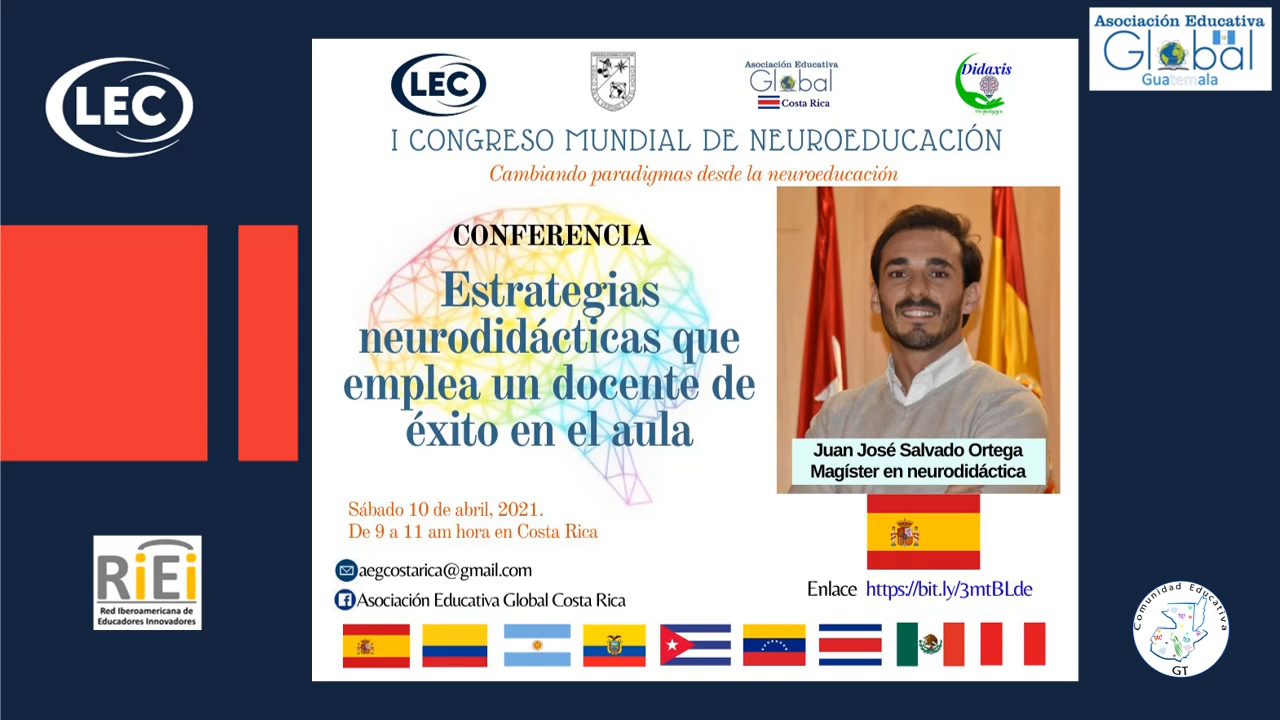 LEC
LEC
Asociación Educativa
Global
Costa Rica
Didaxis
Asociación Educativa
Global
Guatemala
I CONGRESO MUNDIAL DE NEUROEDUCACIÓN
Cambiando paradigmas desde la neuroeducación
CONFERENCIA
Estrategias
neurodidácticas que
emplea un docente de
éxito en el aula
Juan José Salvado Ortega
Magíster en neurodidáctica
Sábado 10 de abril, 2021.
De 9 a 11 am hora en Costa Rica
aegcostarica@gmail.com
Asociación Educativa Global Costa Rica
Enlace https://bit.ly/3mtBLde
RiEi
Red Iberoamericana de
Educadores Innovadores
Comunidad Educativa
GT